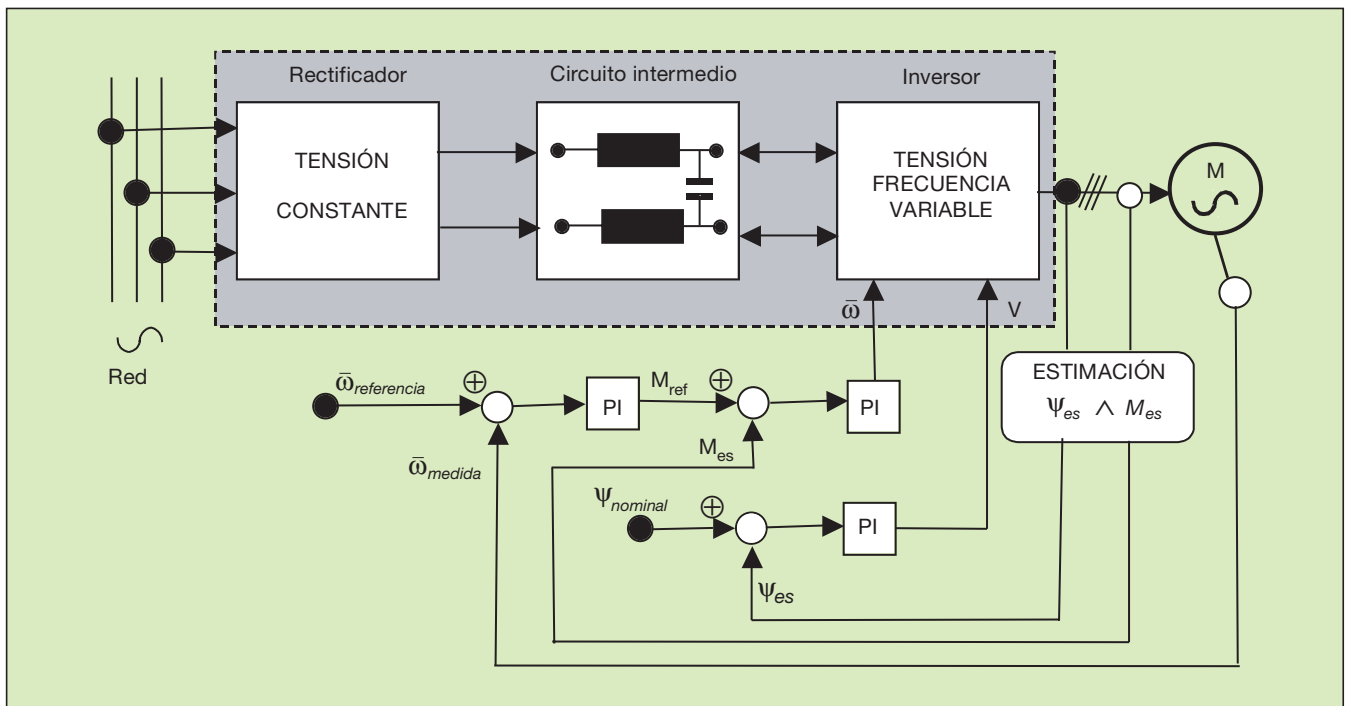 Rectificador
Circuito intermedio
Inversor
TENSIÓN
CONSTANTE
TENSIÓN
FRECUENCIA
VARIABLE
M
Red
ω̅
V
ω̅referencia
⊕
PI
Mref
⊕
PI
ESTIMACIÓN
Ψes ∧ Mes
Mes
ω̅medida
Ψnominal
⊕
PI
Ψes